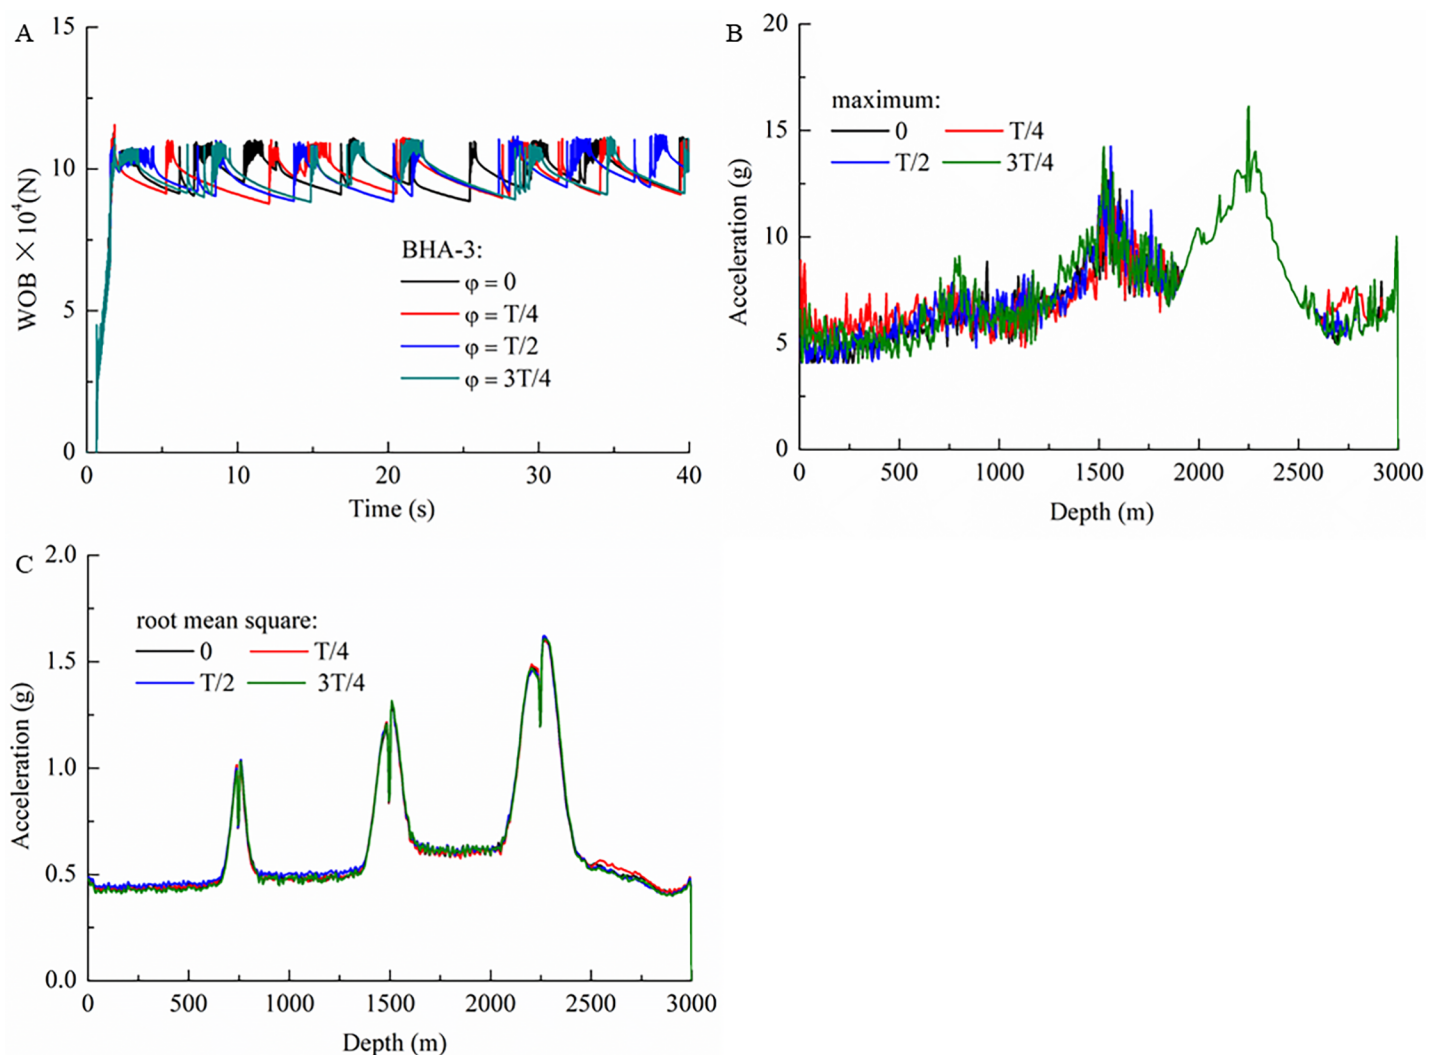 A
15
10
5
0
WOB×10⁴(N)
BHA-3:
φ = 0
φ = T/4
φ = T/2
φ = 3T/4
0 10 20 30 40
Time (s)
B
20
15
10
5
0
Acceleration (g)
maximum:
0 T/4
T/2 3T/4
0 500 1000 1500 2000 2500 3000
Depth (m)
C
2.0
1.5
1.0
0.5
0.0
Acceleration (g)
root mean square:
0 T/4
T/2 3T/4
0 500 1000 1500 2000 2500 3000
Depth (m)